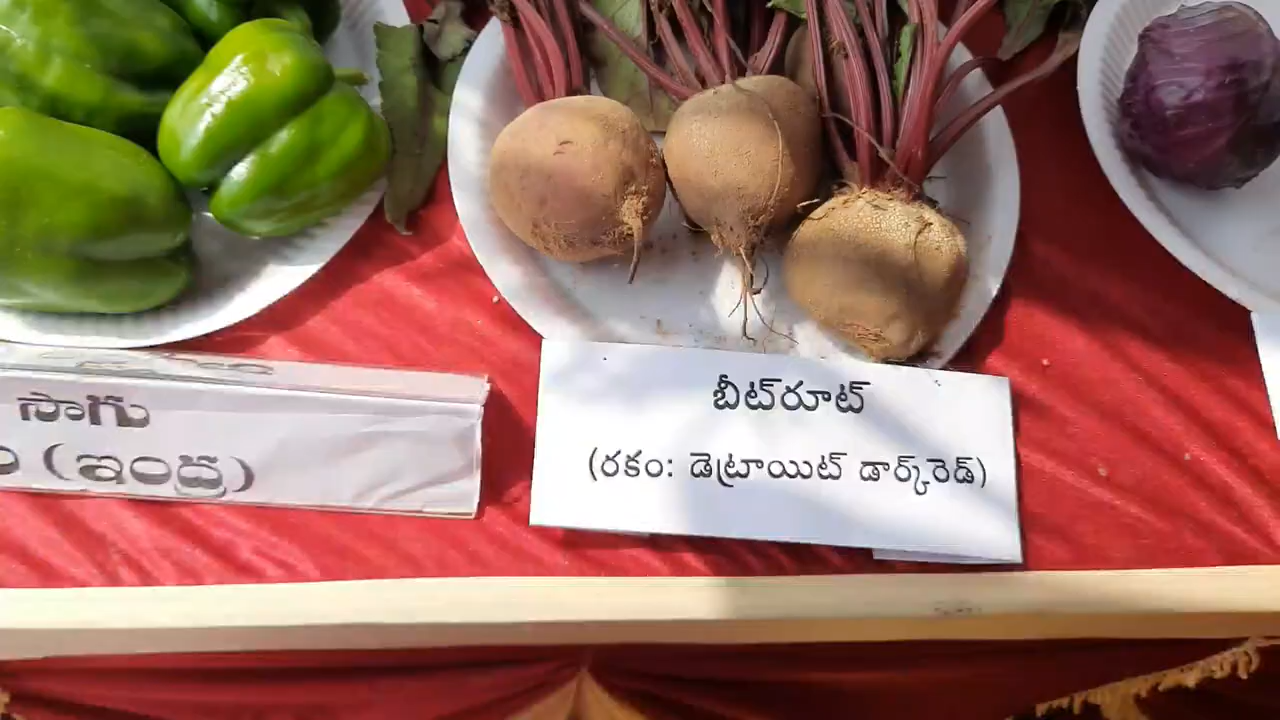 సాగు
(ఇంద్ర)
బీట్‌రూట్
(రకం: డెట్రాయిట్ డార్క్‌రెడ్)